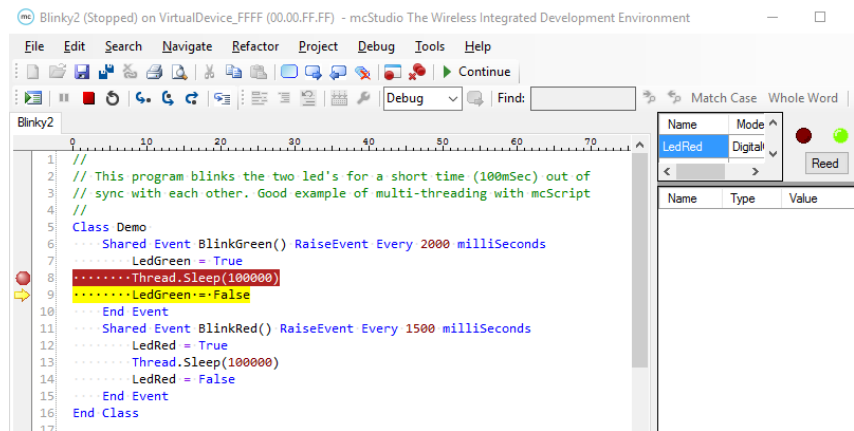 mc Blinky2 (Stopped) on VirtualDevice_FFFF (00.00.FF.FF) - mcStudio The Wireless Integrated Development Environment
File Edit Search Navigate Refactor Project Debug Tools Help
Continue
Debug Find: Match Case Whole Word
Blinky2
0 10 20 30 40 50 60 70
1 //
2 // This program blinks the two led's for a short time (100mSec) out of
3 // sync with each other. Good example of multi-threading with mcScript
4 //
5 Class Demo
6 Shared Event BlinkGreen() RaiseEvent Every 2000 milliSeconds
7 LedGreen = True
8 Thread.Sleep(100000)
9 LedGreen = False
10 End Event
11 Shared Event BlinkRed() RaiseEvent Every 1500 milliSeconds
12 LedRed = True
13 Thread.Sleep(100000)
14 LedRed = False
15 End Event
16 End Class
17
Name Mode
LedRed Digital
Reed
Name Type Value